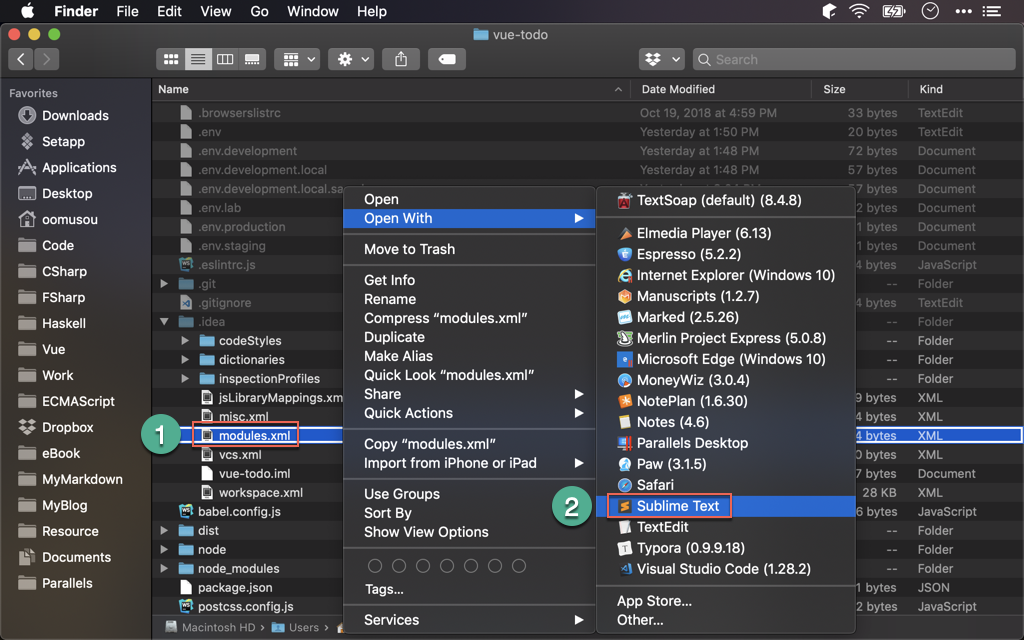 Finder File Edit View Go Window Help
vue-todo
Search
Favorites
Downloads
Setapp
Applications
Desktop
oomusou
Code
CSharp
FSharp
Haskell
Vue
Work
ECMAScript
Dropbox
eBook
MyMarkdown
MyBlog
Resource
Documents
Parallels
Name Date Modified Size Kind
.browserslistrc Oct 19, 2018 at 4:59 PM 33 bytes TextEdit
.env Yesterday at 1:50 PM 20 bytes TextEdit
.env.development Yesterday at 1:48 PM 72 bytes Document
.env.development.local Yesterday at 1:48 PM 57 bytes Document
.env.development.local.sa 57 bytes Document
.env.lab 2 bytes Document
.env.production 1 bytes Document
.env.staging 2 bytes Document
.eslintrc.js 4 bytes JavaScript
.git -- Folder
.gitignore 4 bytes TextEdit
.idea -- Folder
codeStyles -- Folder
dictionaries -- Folder
inspectionProfiles -- Folder
jsLibraryMappings.xm 9 bytes XML
misc.xml 4 bytes XML
1 modules.xml 4 bytes XML
vcs.xml 0 bytes XML
vue-todo.iml bytes Document
workspace.xml 28 KB XML
babel.config.js 6 bytes JavaScript
dist -- Folder
node -- Folder
node_modules -- Folder
package.json 1 bytes JSON
postcss.config.js 2 bytes JavaScript
Macintosh HD › Users ›
Open
Open With
Move to Trash
Get Info
Rename
Compress “modules.xml”
Duplicate
Make Alias
Quick Look “modules.xml”
Share
Quick Actions
Copy “modules.xml”
Import from iPhone or iPad
Use Groups
Sort By
Show View Options
Tags...
Services
TextSoap (default) (8.4.8)
Elmedia Player (6.13)
Espresso (5.2.2)
Internet Explorer (Windows 10)
Manuscripts (1.2.7)
Marked (2.5.26)
Merlin Project Express (5.0.8)
Microsoft Edge (Windows 10)
MoneyWiz (3.0.4)
NotePlan (1.6.30)
Notes (4.6)
Parallels Desktop
Paw (3.1.5)
Safari
2 Sublime Text
TextEdit
Typora (0.9.9.18)
Visual Studio Code (1.28.2)
App Store...
Other...